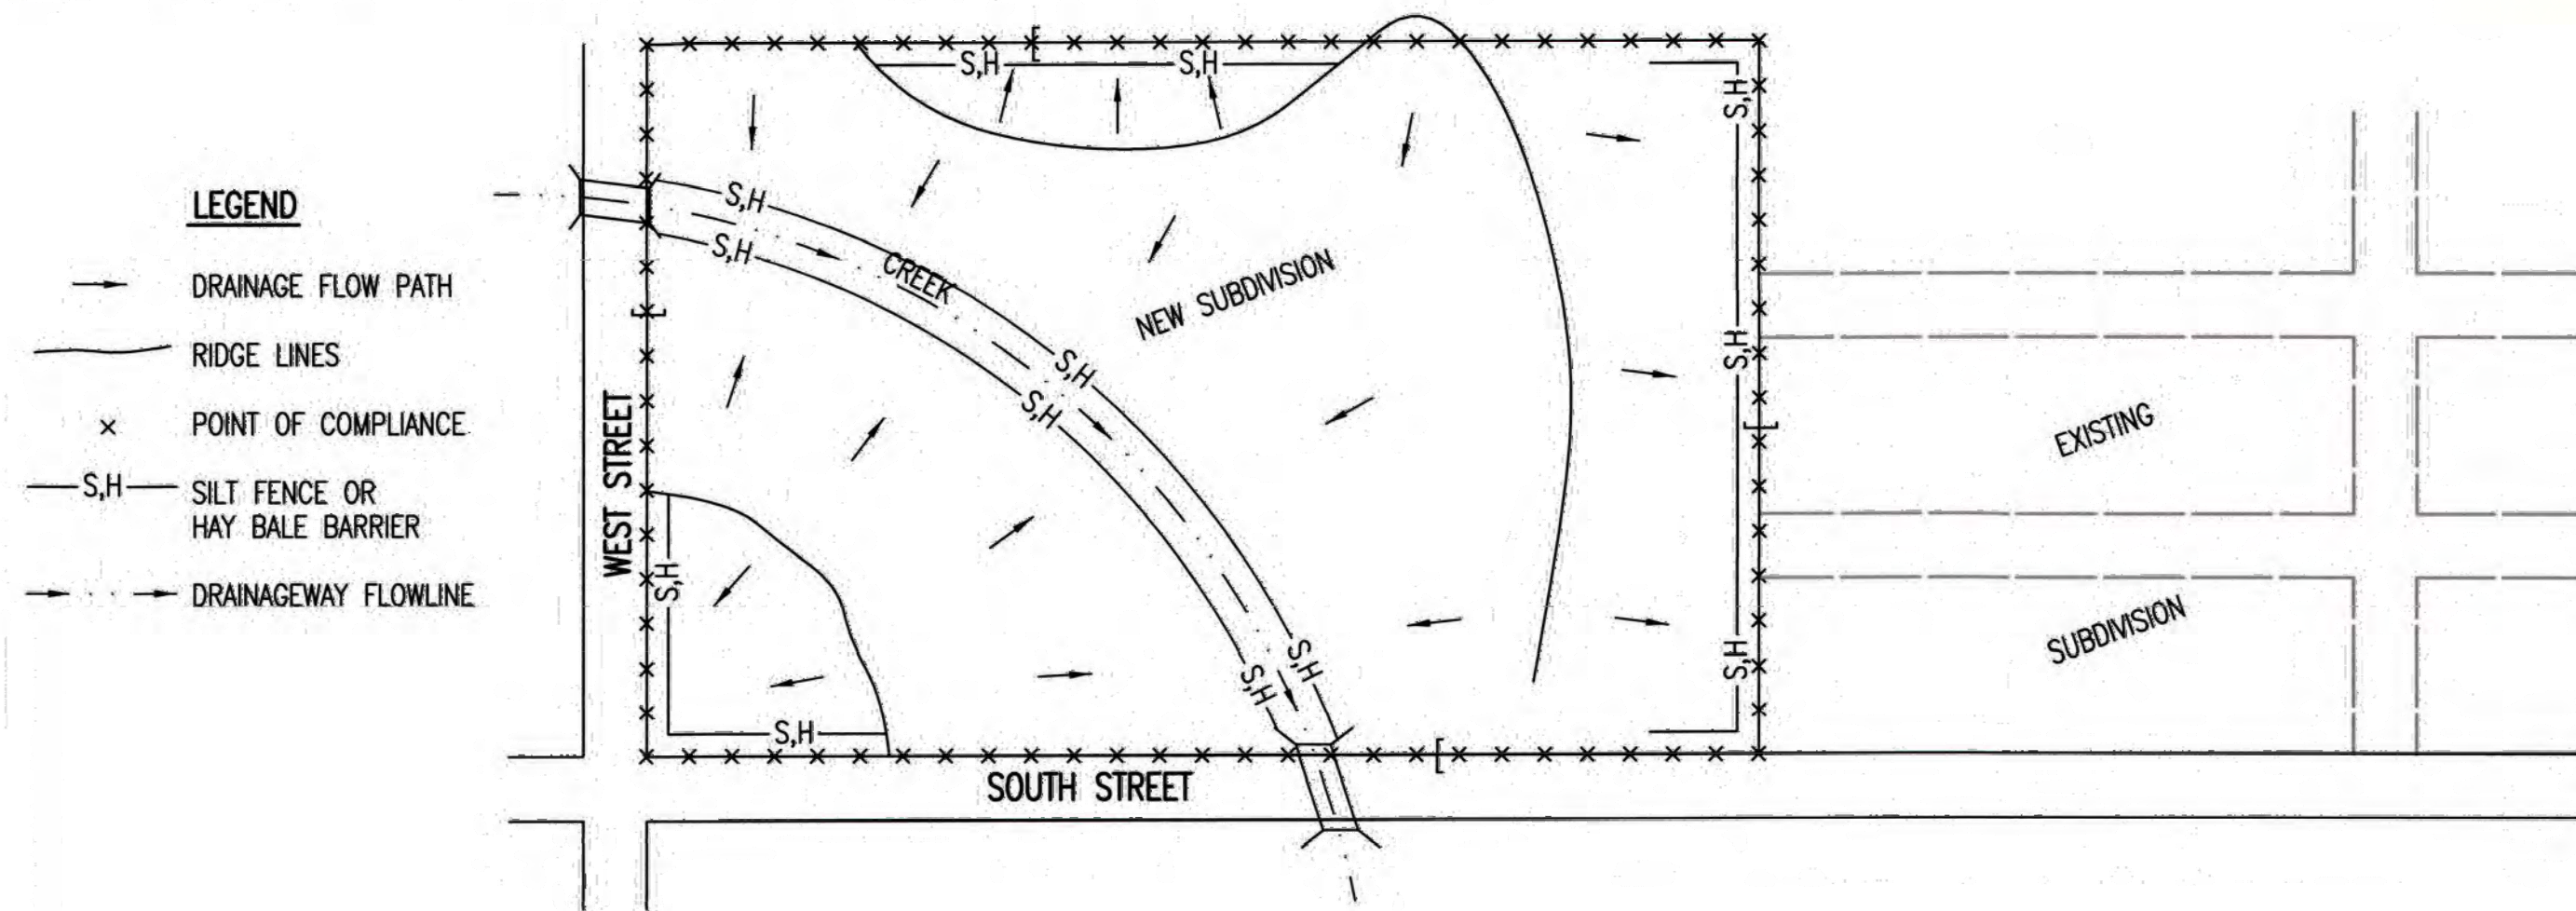 LEGEND
DRAINAGE FLOW PATH
RIDGE LINES
× POINT OF COMPLIANCE
S,H SILT FENCE OR
HAY BALE BARRIER
DRAINAGEWAY FLOWLINE
S,H
S,H
S,H
S,H
CREEK
NEW SUBDIVISION
S,H
S,H
S,H
S,H
WEST STREET
S,H
S,H
S,H
S,H
S,H
S,H
SOUTH STREET
EXISTING
SUBDIVISION